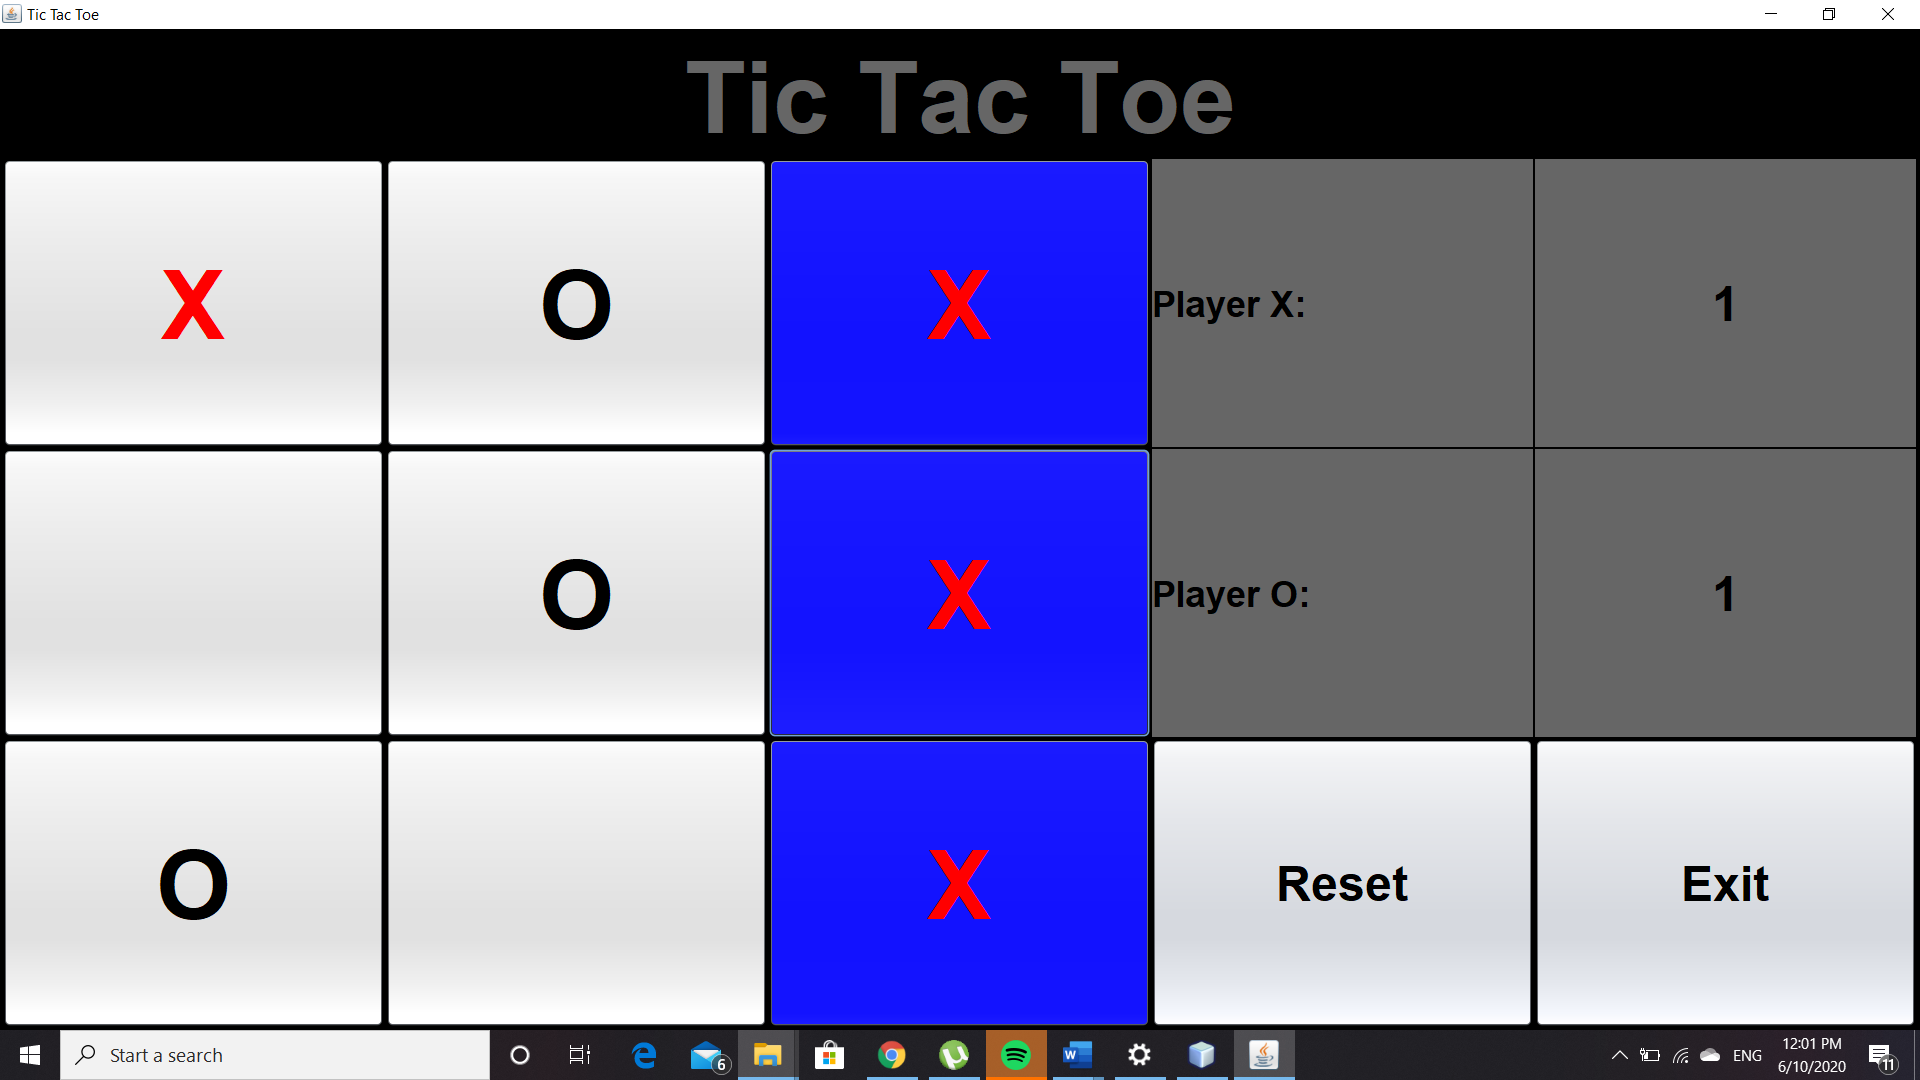 Tic Tac Toe
Tic Tac Toe
X O X Player X: 1
O X Player O: 1
O X Reset Exit
Start a search
6
W
ENG
12:01 PM
6/10/2020
11